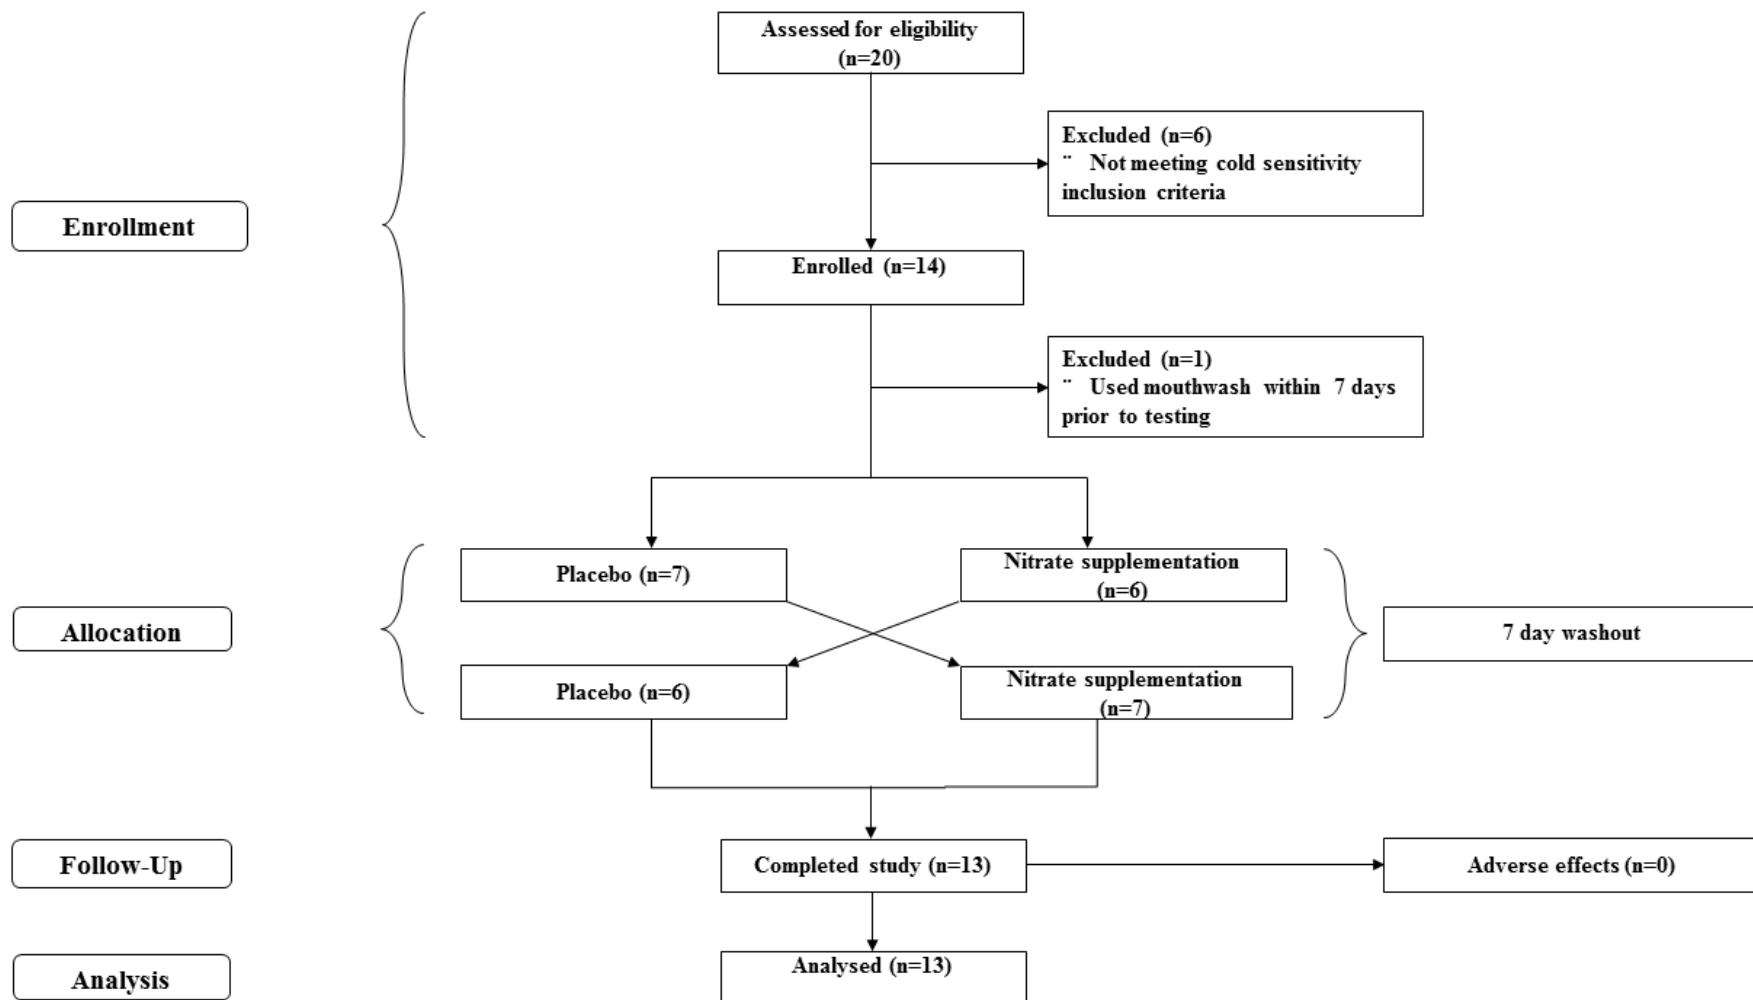 Assessed for eligibility
(n=20)
Excluded (n=6)
¨ Not meeting cold sensitivity
inclusion criteria
Enrollment
Enrolled (n=14)
Excluded (n=1)
¨ Used mouthwash within 7 days
prior to testing
Placebo (n=7)
Nitrate supplementation
(n=6)
Allocation
7 day washout
Placebo (n=6)
Nitrate supplementation
(n=7)
Follow-Up
Completed study (n=13)
Adverse effects (n=0)
Analysis
Analysed (n=13)